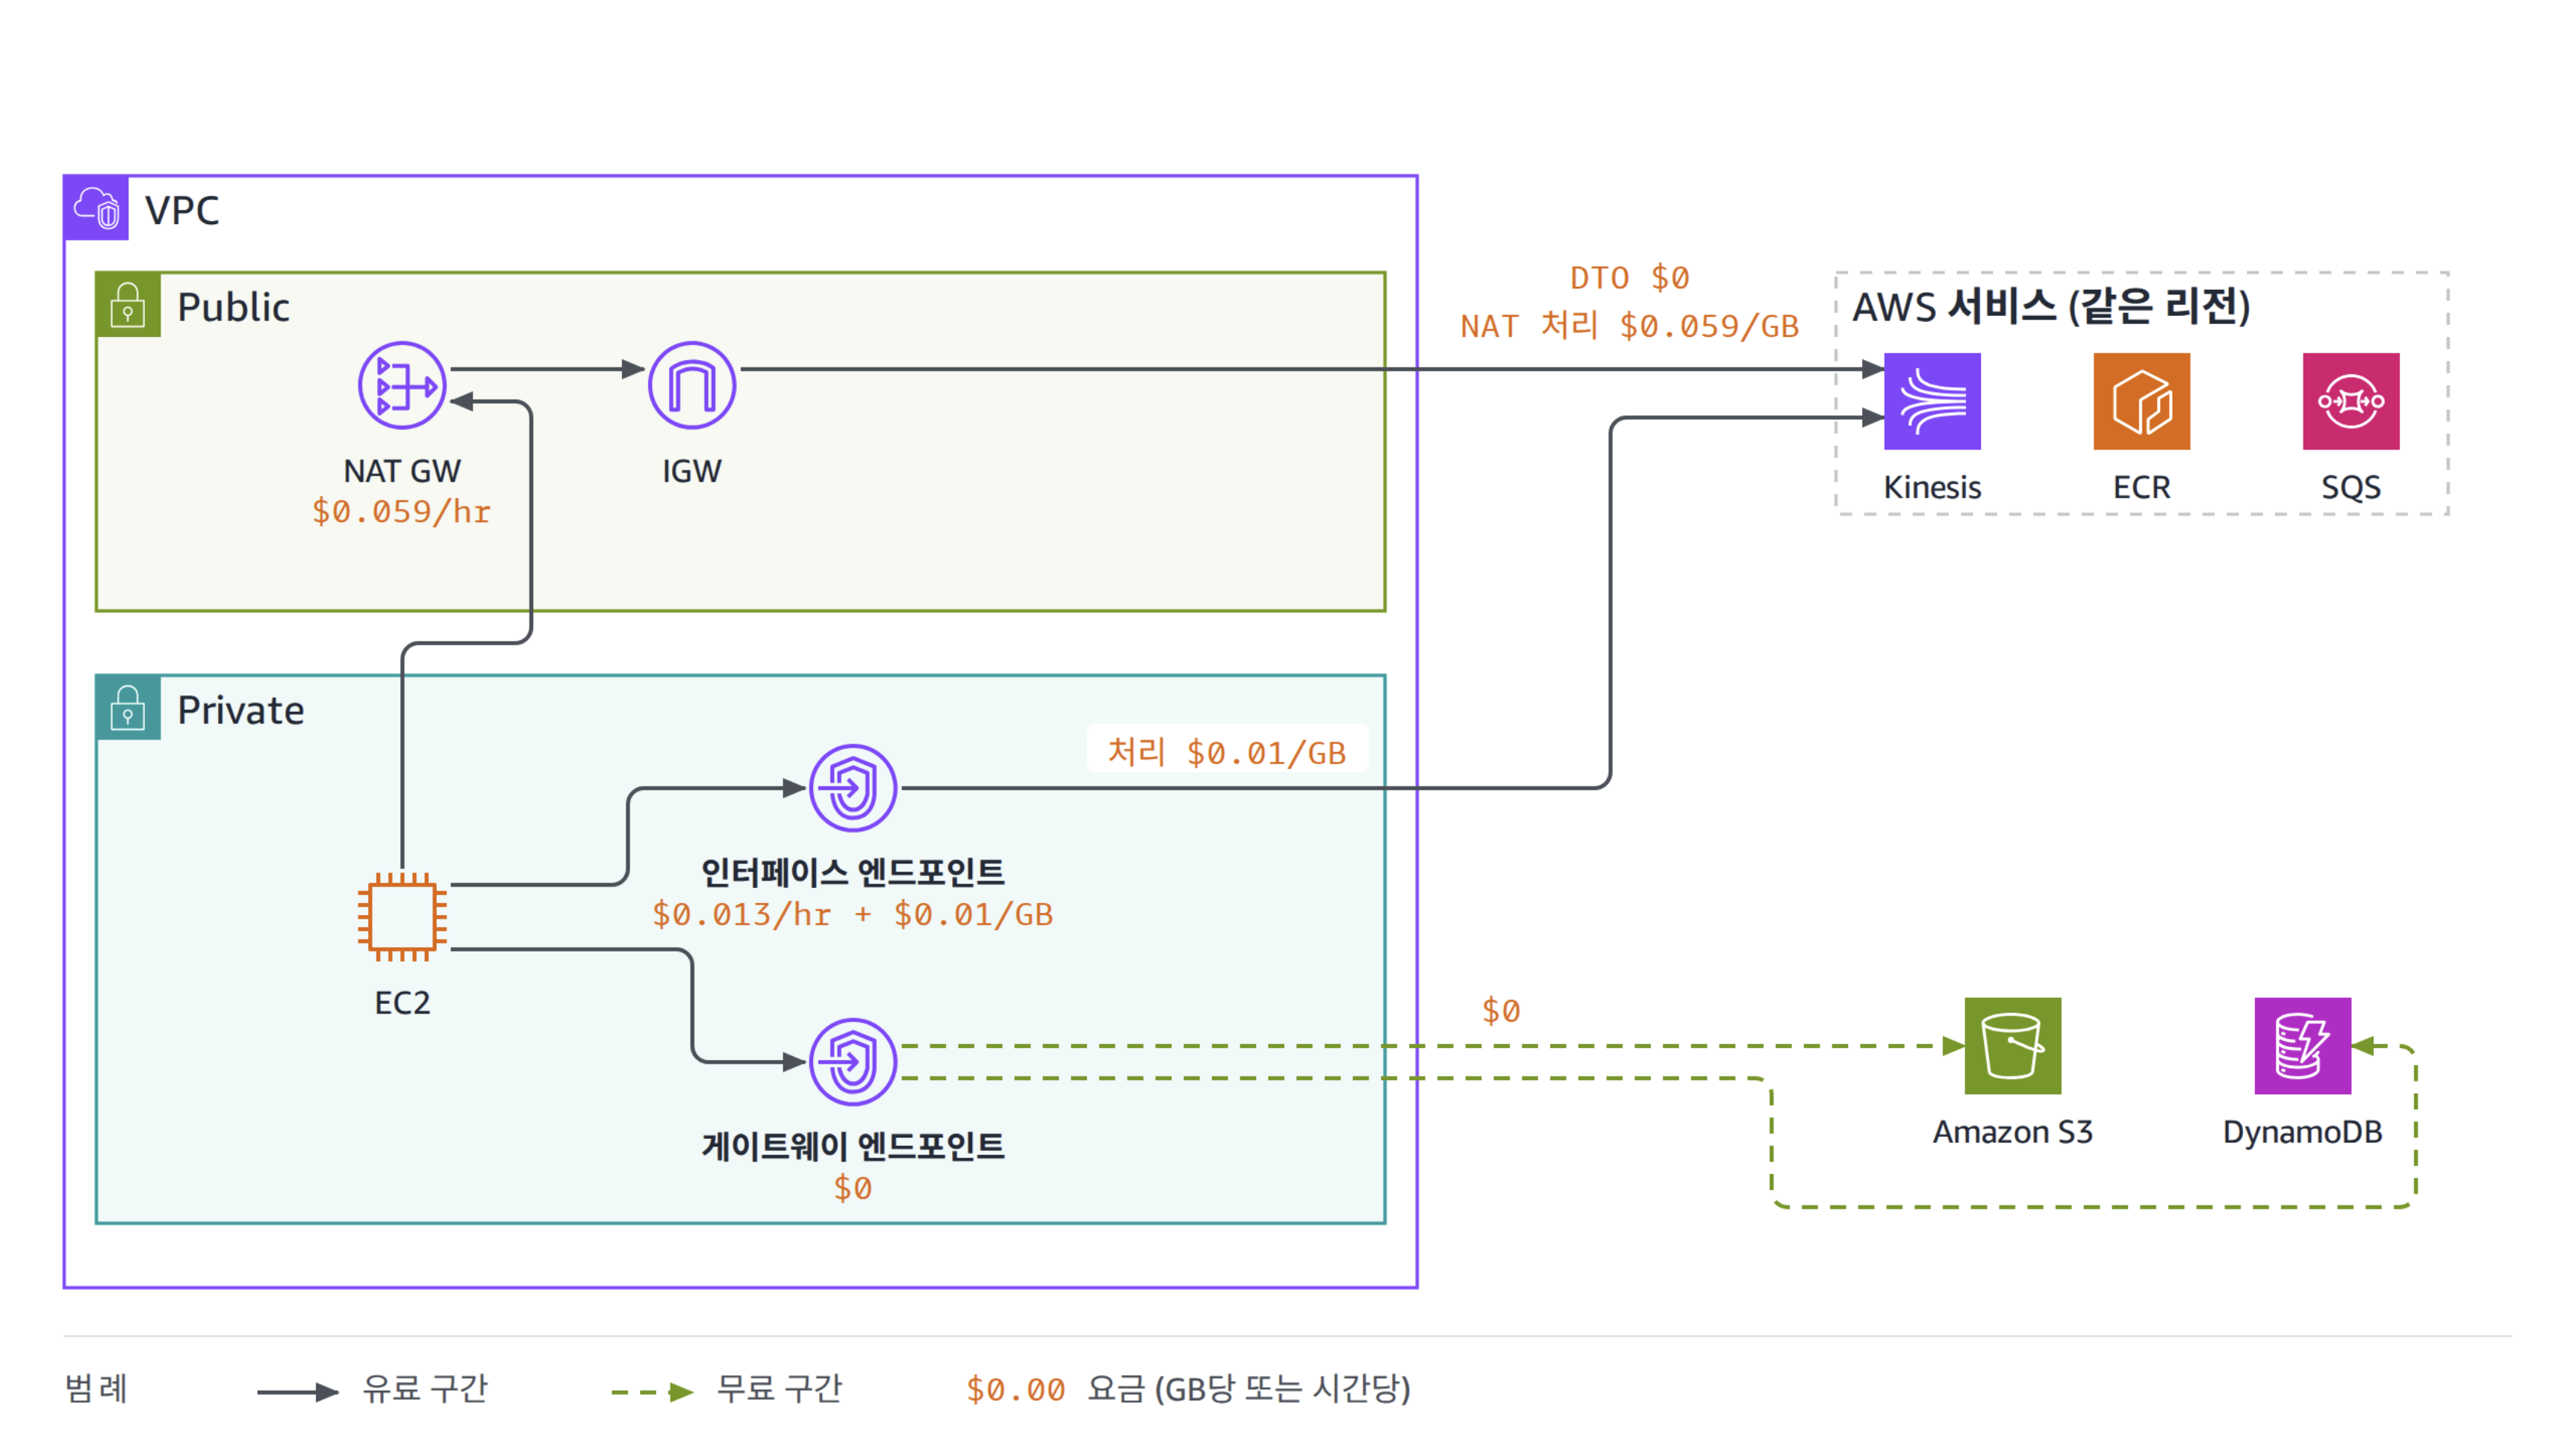 VPC
Public
NAT GW
$0.059/hr
IGW
DTO $0
NAT 처리 $0.059/GB
AWS 서비스 (같은 리전)
Kinesis
ECR
SQS
Private
처리 $0.01/GB
인터페이스 엔드포인트
$0.013/hr + $0.01/GB
EC2
게이트웨이 엔드포인트
$0
$0
Amazon S3
DynamoDB
범례
유료 구간
무료 구간
$0.00 요금 (GB당 또는 시간당)